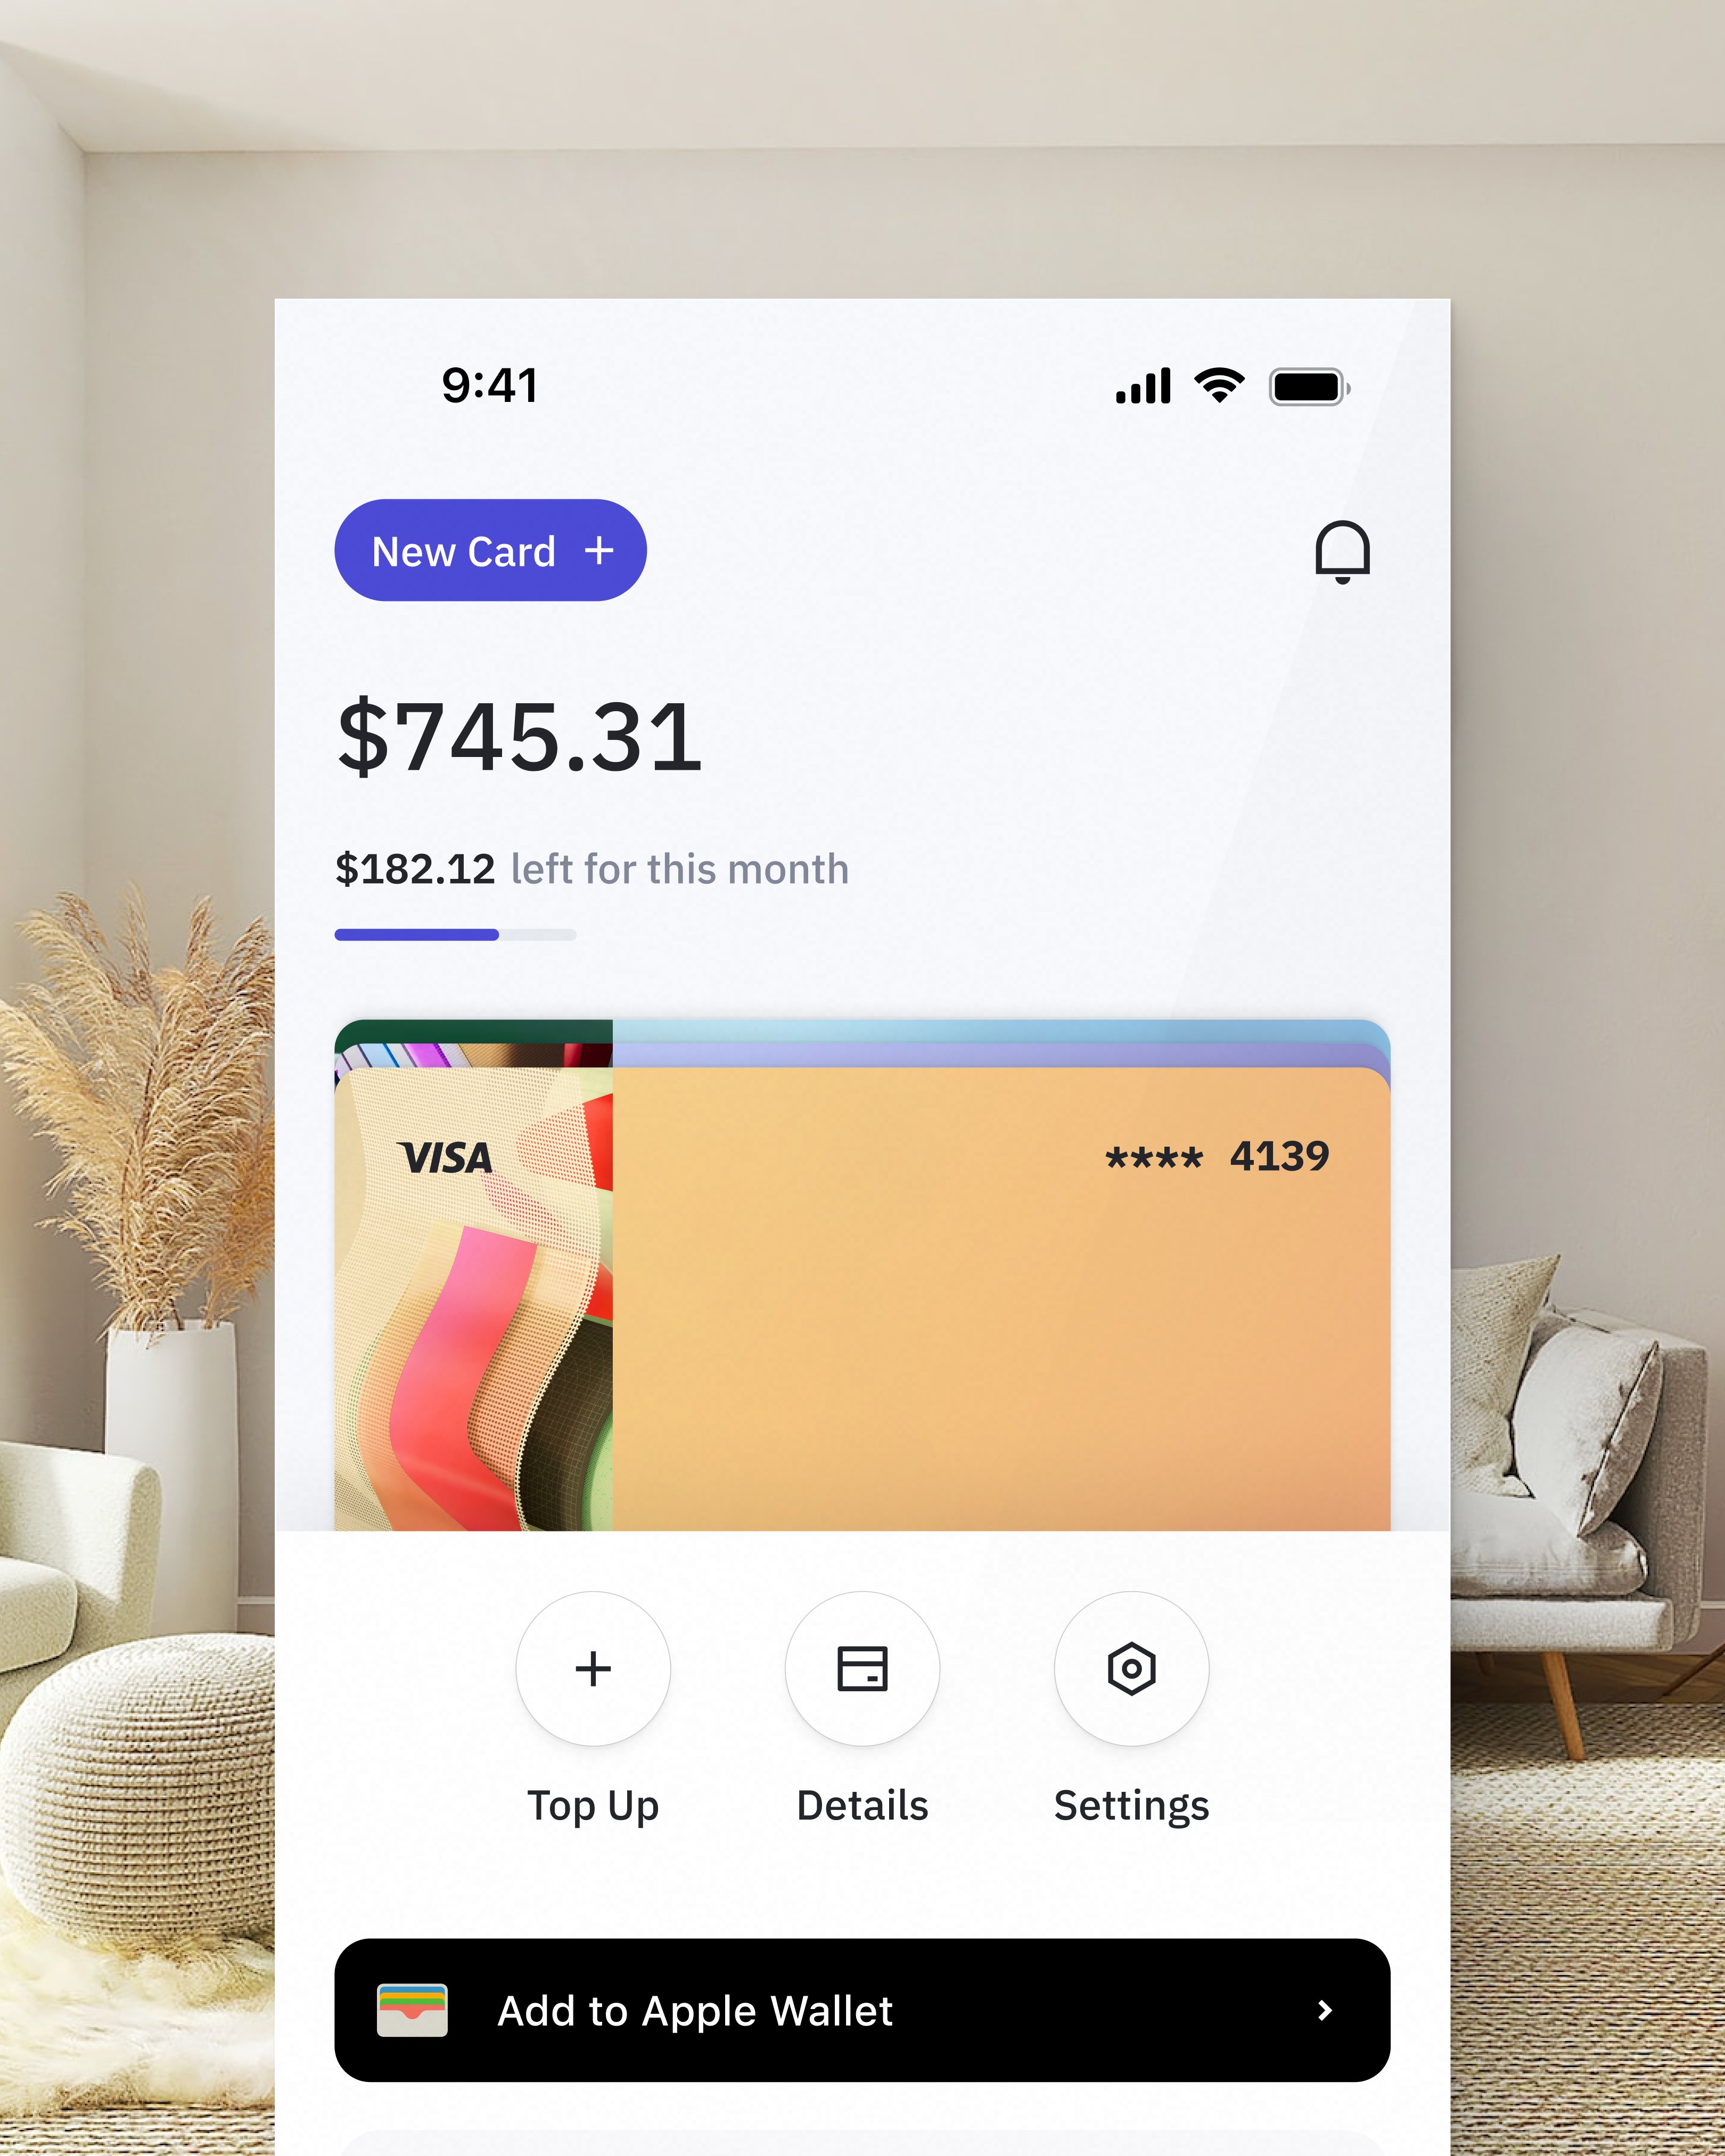 9:41
New Card +
$745.31
$182.12 left for this month
VISA **** 4139
Top Up Details Settings
Add to Apple Wallet